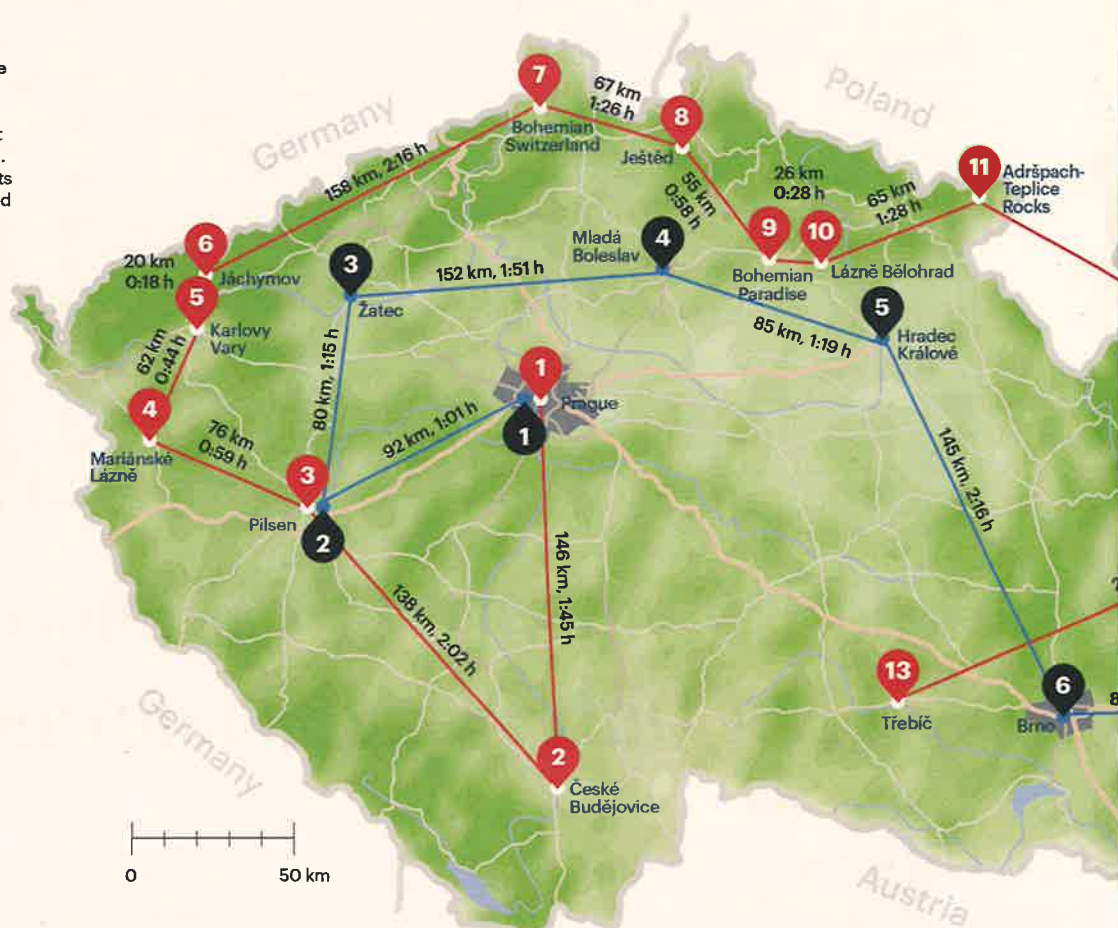 e
t
.
ts
d
Germany
Poland
7
67 km
1:26 h
8
Bohemian
Switzerland
Ještěd
158 km, 2:16 h
55 km
0:58 h
26 km
0:28 h
65 km
1:28 h
11
Adršpach-
Teplice
Rocks
6
20 km
0:18 h
Jáchymov
5
Karlovy
Vary
3
Žatec
152 km, 1:51 h
Mladá
Boleslav
4
9
10
Bohemian
Paradise
Lázně Bělohrad
85 km, 1:19 h
5
Hradec
Králové
62 km
0:44 h
80 km, 1:15 h
4
Mariánské
Lázně
76 km
0:59 h
92 km, 1:01 h
1
Prague
1
3
Pilsen
2
145 km, 2:16 h
146 km, 1:45 h
138 km, 2:02 h
13
Třebíč
6
Brno
8
2
České
Budějovice
Germany
Austria
0
50 km